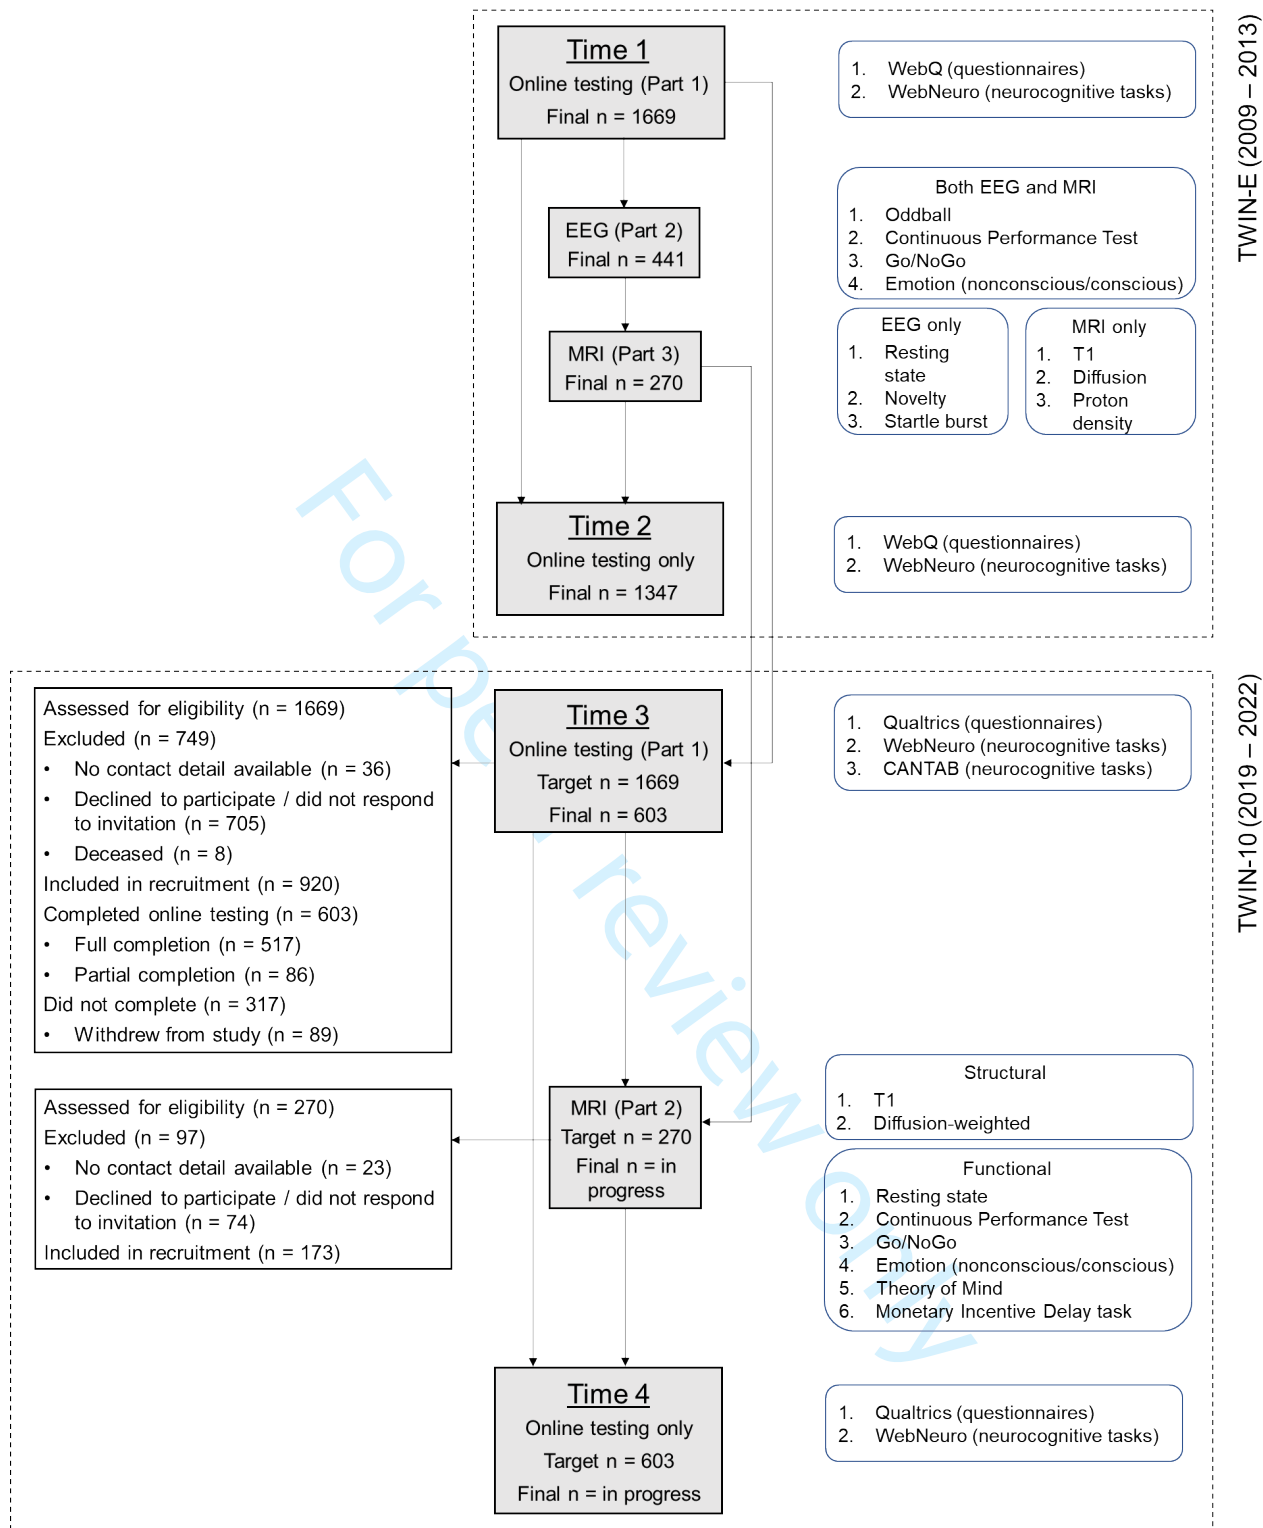 TWIN-E (2009 – 2013)
Time 1
Online testing (Part 1)
Final n = 1669
1. WebQ (questionnaires)
2. WebNeuro (neurocognitive tasks)
EEG (Part 2)
Final n = 441
Both EEG and MRI
1. Oddball
2. Continuous Performance Test
3. Go/NoGo
4. Emotion (nonconscious/conscious)
MRI (Part 3)
Final n = 270
EEG only
1. Resting
state
2. Novelty
3. Startle burst
MRI only
1. T1
2. Diffusion
3. Proton
density
Time 2
Online testing only
Final n = 1347
1. WebQ (questionnaires)
2. WebNeuro (neurocognitive tasks)
TWIN-10 (2019 – 2022)
Assessed for eligibility (n = 1669)
Excluded (n = 749)
• No contact detail available (n = 36)
• Declined to participate / did not respond
to invitation (n = 705)
• Deceased (n = 8)
Included in recruitment (n = 920)
Completed online testing (n = 603)
• Full completion (n = 517)
• Partial completion (n = 86)
Did not complete (n = 317)
• Withdrew from study (n = 89)
Time 3
Online testing (Part 1)
Target n = 1669
Final n = 603
1. Qualtrics (questionnaires)
2. WebNeuro (neurocognitive tasks)
3. CANTAB (neurocognitive tasks)
Assessed for eligibility (n = 270)
Excluded (n = 97)
• No contact detail available (n = 23)
• Declined to participate / did not respond
to invitation (n = 74)
Included in recruitment (n = 173)
MRI (Part 2)
Target n = 270
Final n = in
progress
Structural
1. T1
2. Diffusion-weighted
Functional
1. Resting state
2. Continuous Performance Test
3. Go/NoGo
4. Emotion (nonconscious/conscious)
5. Theory of Mind
6. Monetary Incentive Delay task
Time 4
Online testing only
Target n = 603
Final n = in progress
1. Qualtrics (questionnaires)
2. WebNeuro (neurocognitive tasks)
For peer review only